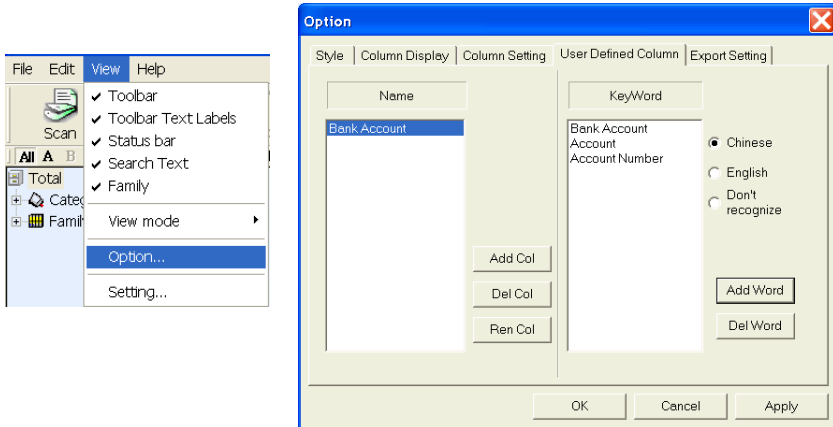 File Edit View Help
Scan
All A B
Total
Family
Toolbar
Toolbar Text Labels
Status bar
Search Text
Family
View mode
Option...
Setting...
Option
Style Column Display Column Setting User Defined Column Export Setting
Name
Bank Account
Add Col
Del Col
Ren Col
KeyWord
Bank Account
Account
Account Number
Chinese
English
Don't
recognize
Add Word
Del Word
OK Cancel Apply